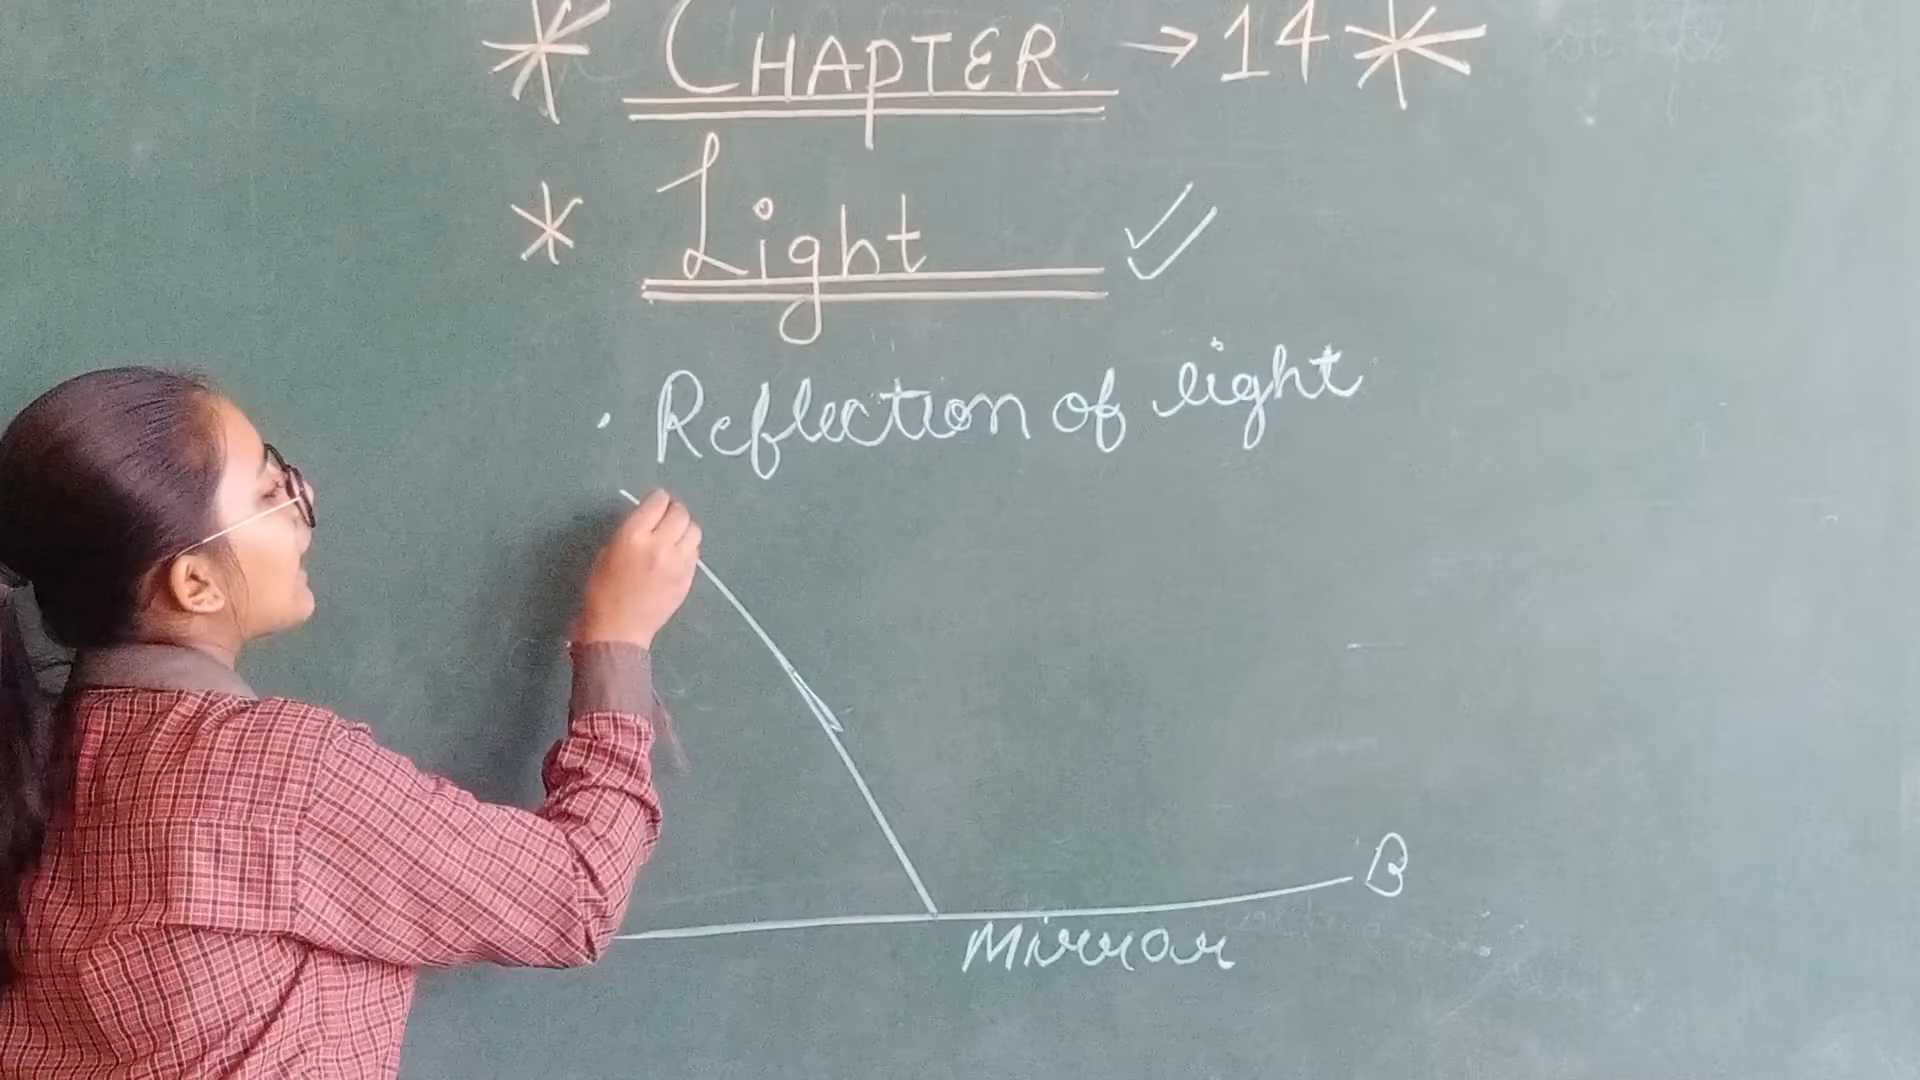 * CHAPTER → 14 *
* Light
· Reflection of light
B
Mirror